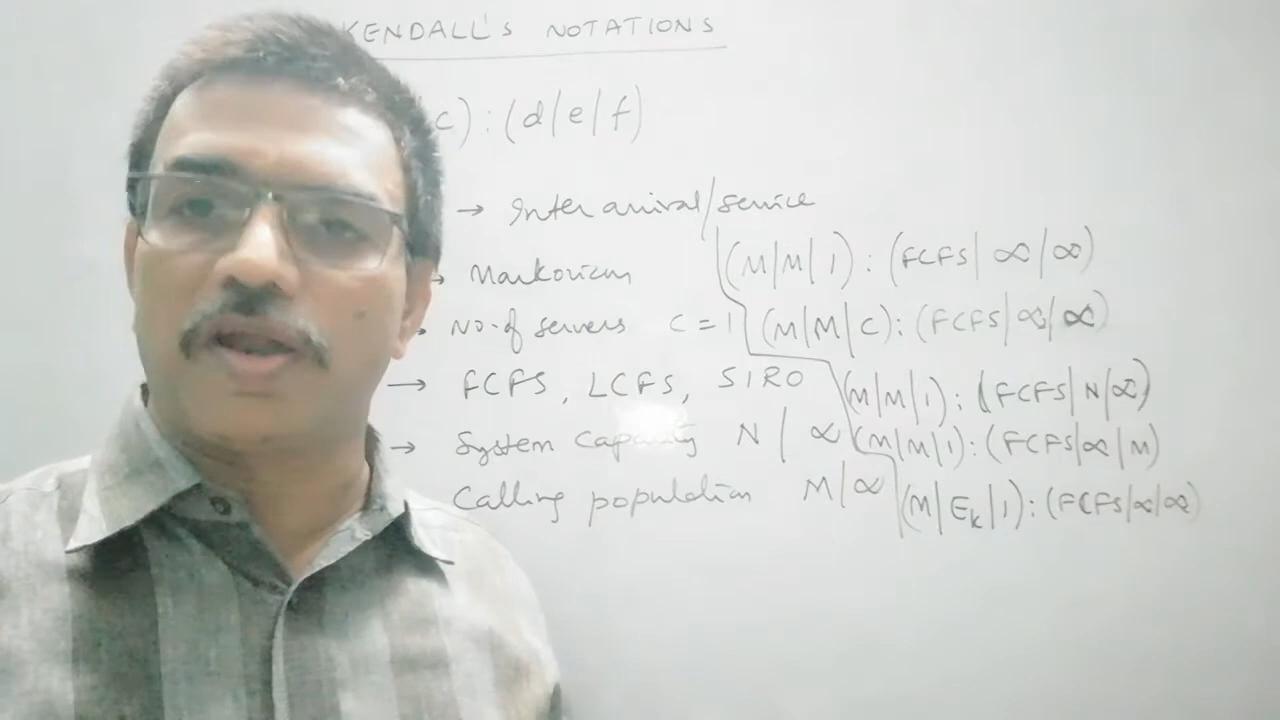 KENDALL'S NOTATIONS
c) : (d/e/f)
→ Inter arrival/service
Markovian
No. of servers C = 1
→ FCFS, LCFS, SIRO
→ System Capacity N | ∞
Calling population M | ∞
(M|M|1) : (FCFS| ∞|∞)
(M|M|C) : (FCFS|∞|∞)
(M|M|1) : (FCFS|N|∞)
(M|M|1) : (FCFS|∞|M)
(M|Ek|1) : (FCFS|∞|∞)